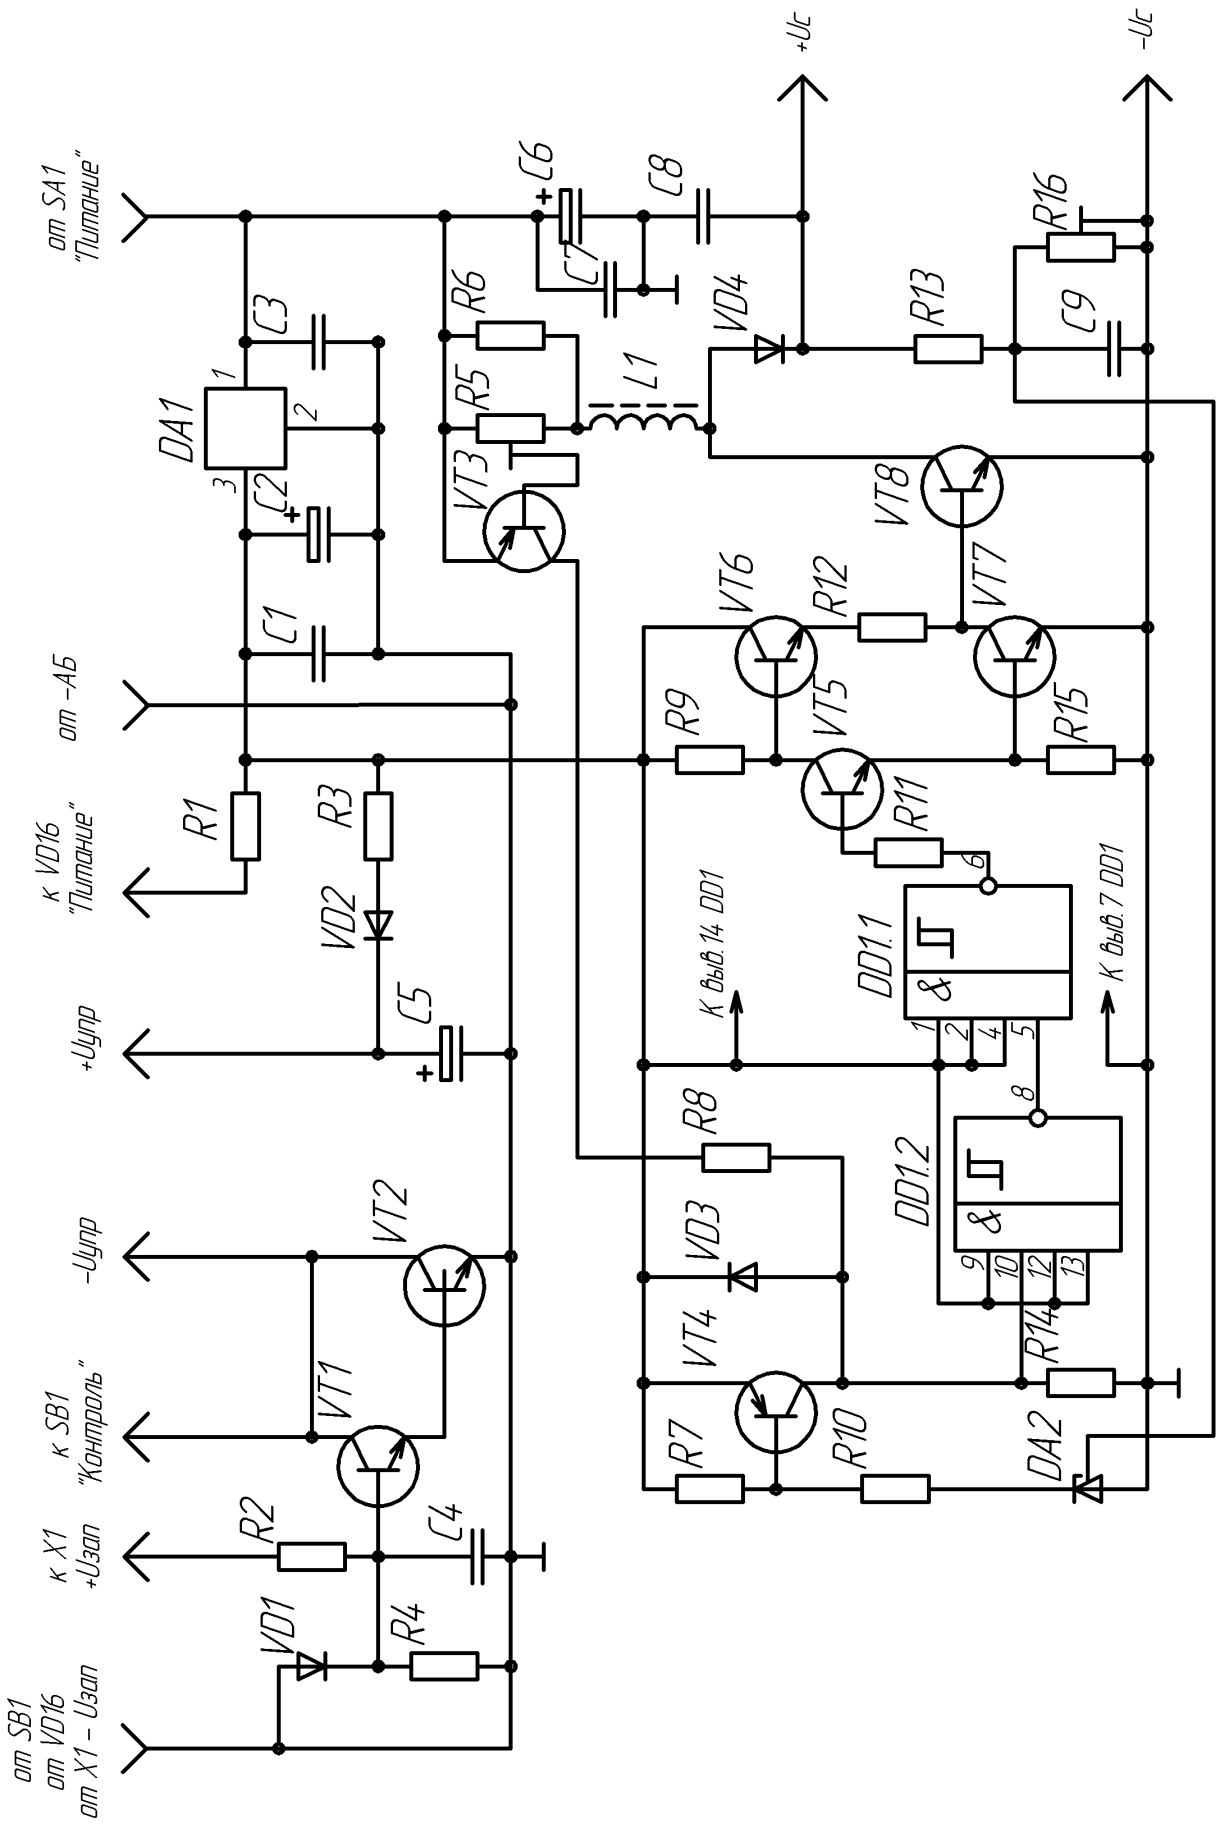 от SB1
от VD16
от X1 – Uзап
к X1
+Uзап
к SB1
"Контроль"
–Uупр
+Uупр
к VD16
"Питание"
от –АБ
от SA1
"Питание"
VD1
R2
R4
C4
VT1
VT2
C5
VD2
R3
R1
C1
C2
3
DA1
2
1
C3
VT3
R5
R6
L1
C7
C6
C8
+Uc
VD4
R13
C9
R16
–Uc
R7
R10
VT4
VD3
R8
DA2
R14
9
10
12
13
&
DD1.2
8
К выв. 14 DD1
1
2
4
5
&
DD1.1
6
К выв. 7 DD1
R11
VT5
R9
VT6
R12
R15
VT7
VT8